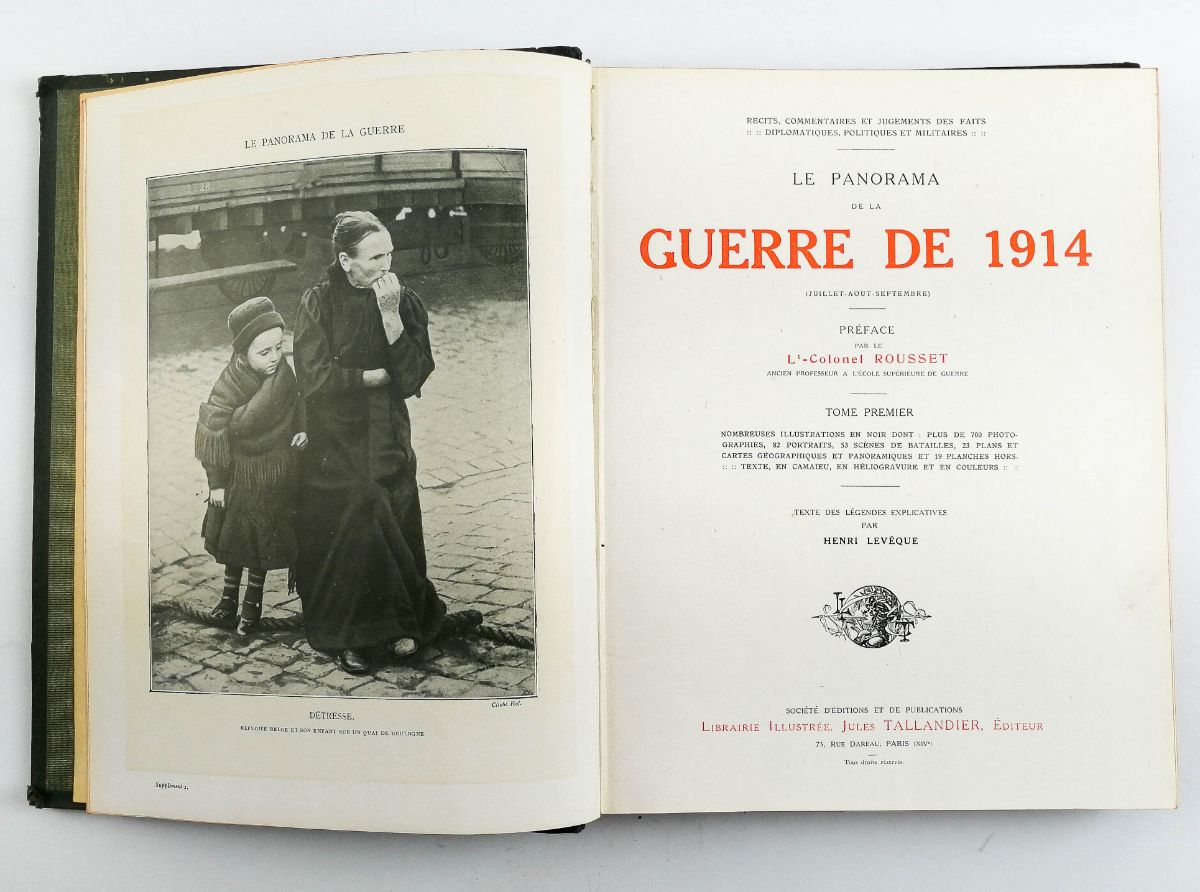 LE PANORAMA DE LA GUERRE
Cliché Rol.
DÉTRESSE.
RÉFUGIÉE BELGE ET SON ENFANT SUR UN QUAI DE BOULOGNE
Supplément 2.
RECITS, COMMENTAIRES ET JUGEMENTS DES FAITS
:: :: DIPLOMATIQUES, POLITIQUES ET MILITAIRES :: ::
LE PANORAMA
DE LA
GUERRE DE 1914
(JUILLET-AOUT-SEPTEMBRE)
PRÉFACE
PAR LE
Lt-Colonel ROUSSET
ANCIEN PROFESSEUR A L'ÉCOLE SUPÉRIEURE DE GUERRE
TOME PREMIER
NOMBREUSES ILLUSTRATIONS EN NOIR DONT : PLUS DE 700 PHOTO-
GRAPHIES, 82 PORTRAITS, 53 SCÈNES DE BATAILLES, 23 PLANS ET
CARTES GÉOGRAPHIQUES ET PANORAMIQUES ET 19 PLANCHES HORS-
:: :: TEXTE, EN CAMAIEU, EN HÉLIOGRAVURE ET EN COULEURS :: ::
TEXTE DES LÉGENDES EXPLICATIVES
PAR
HENRI LEVÊQUE
SOCIÉTÉ D'ÉDITIONS ET DE PUBLICATIONS
LIBRAIRIE ILLUSTRÉE, JULES TALLANDIER, ÉDITEUR
75, RUE DAREAU, PARIS (XIVe)
Tous droits réservés.